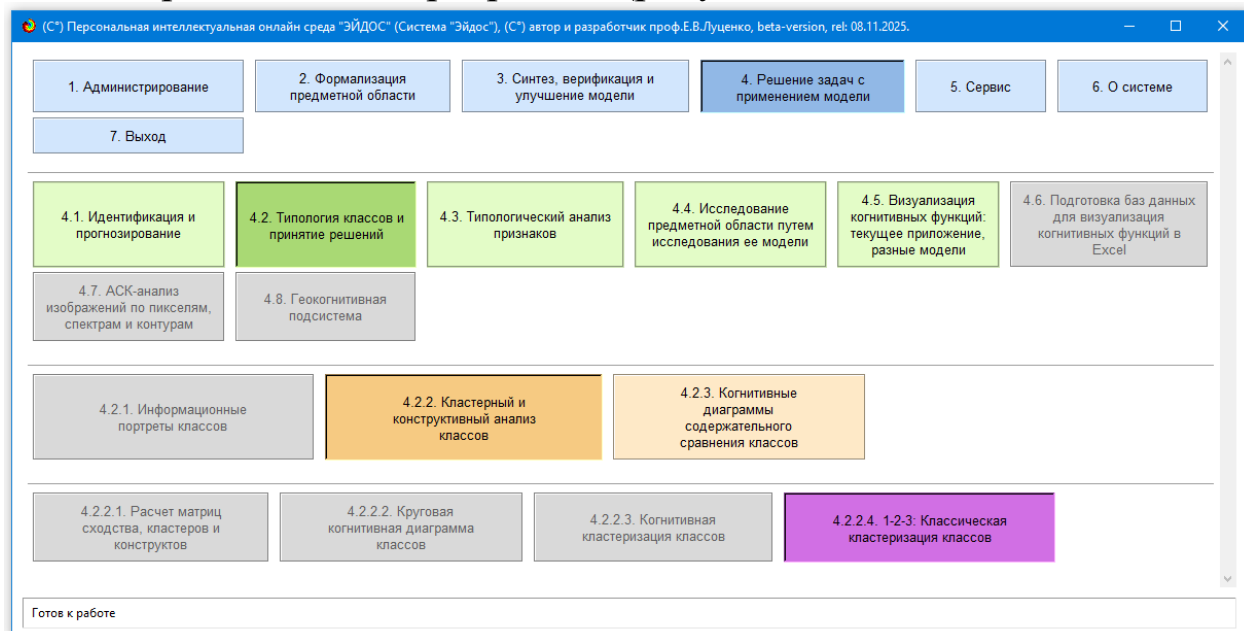 (С°) Персональная интеллектуальная онлайн среда "ЭЙДОС" (Система "Эйдос"), (С°) автор и разработчик проф.Е.В.Луценко, beta-version, rel: 08.11.2025.
1. Администрирование
2. Формализация
предметной области
3. Синтез, верификация и
улучшение модели
4. Решение задач с
применением модели
5. Сервис
6. О системе
7. Выход
4.1. Идентификация и
прогнозирование
4.2. Типология классов и
принятие решений
4.3. Типологический анализ
признаков
4.4. Исследование
предметной области путем
исследования ее модели
4.5. Визуализация
когнитивных функций:
текущее приложение,
разные модели
4.6. Подготовка баз данных
для визуализация
когнитивных функций в
Excel
4.7. АСК-анализ
изображений по пикселям,
спектрам и контурам
4.8. Геокогнитивная
подсистема
4.2.1. Информационные
портреты классов
4.2.2. Кластерный и
конструктивный анализ
классов
4.2.3. Когнитивные
диаграммы
содержательного
сравнения классов
4.2.2.1. Расчет матриц
сходства, кластеров и
конструктов
4.2.2.2. Круговая
когнитивная диаграмма
классов
4.2.2.3. Когнитивная
кластеризация классов
4.2.2.4. 1-2-3: Классическая
кластеризация классов
Готов к работе